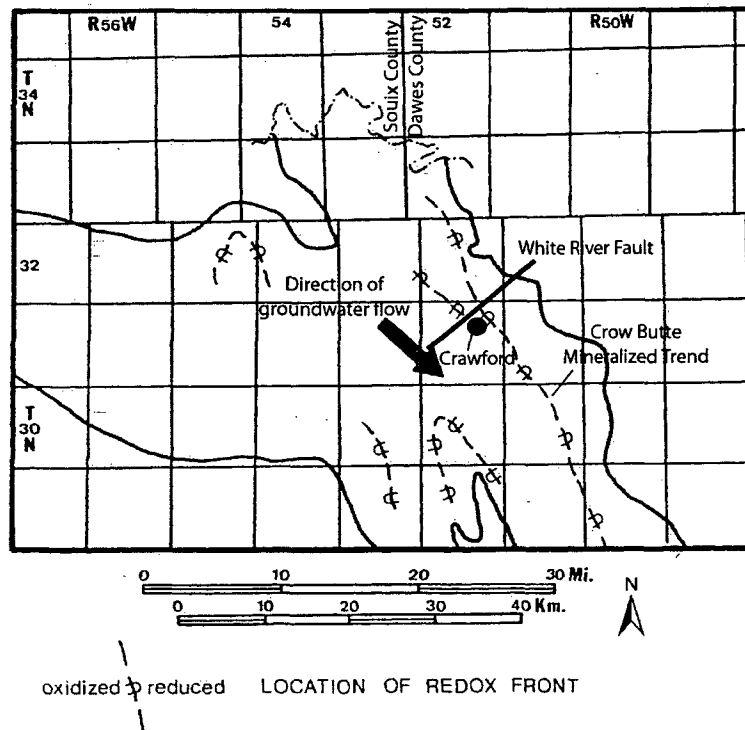 R56W 54 52 R50W
T
34
N
Souix County
Dawes County
32
White River Fault
Direction of
groundwater flow
Crawford
Crow Butte
Mineralized Trend
T
30
N
0 10 20 30 Mi.
0 10 20 30 40 Km.
N
oxidized reduced LOCATION OF REDOX FRONT